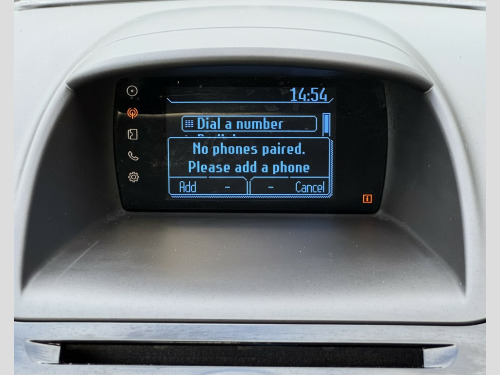 14:54
Dial a number
No phones paired.
Please add a phone
Add - - Cancel